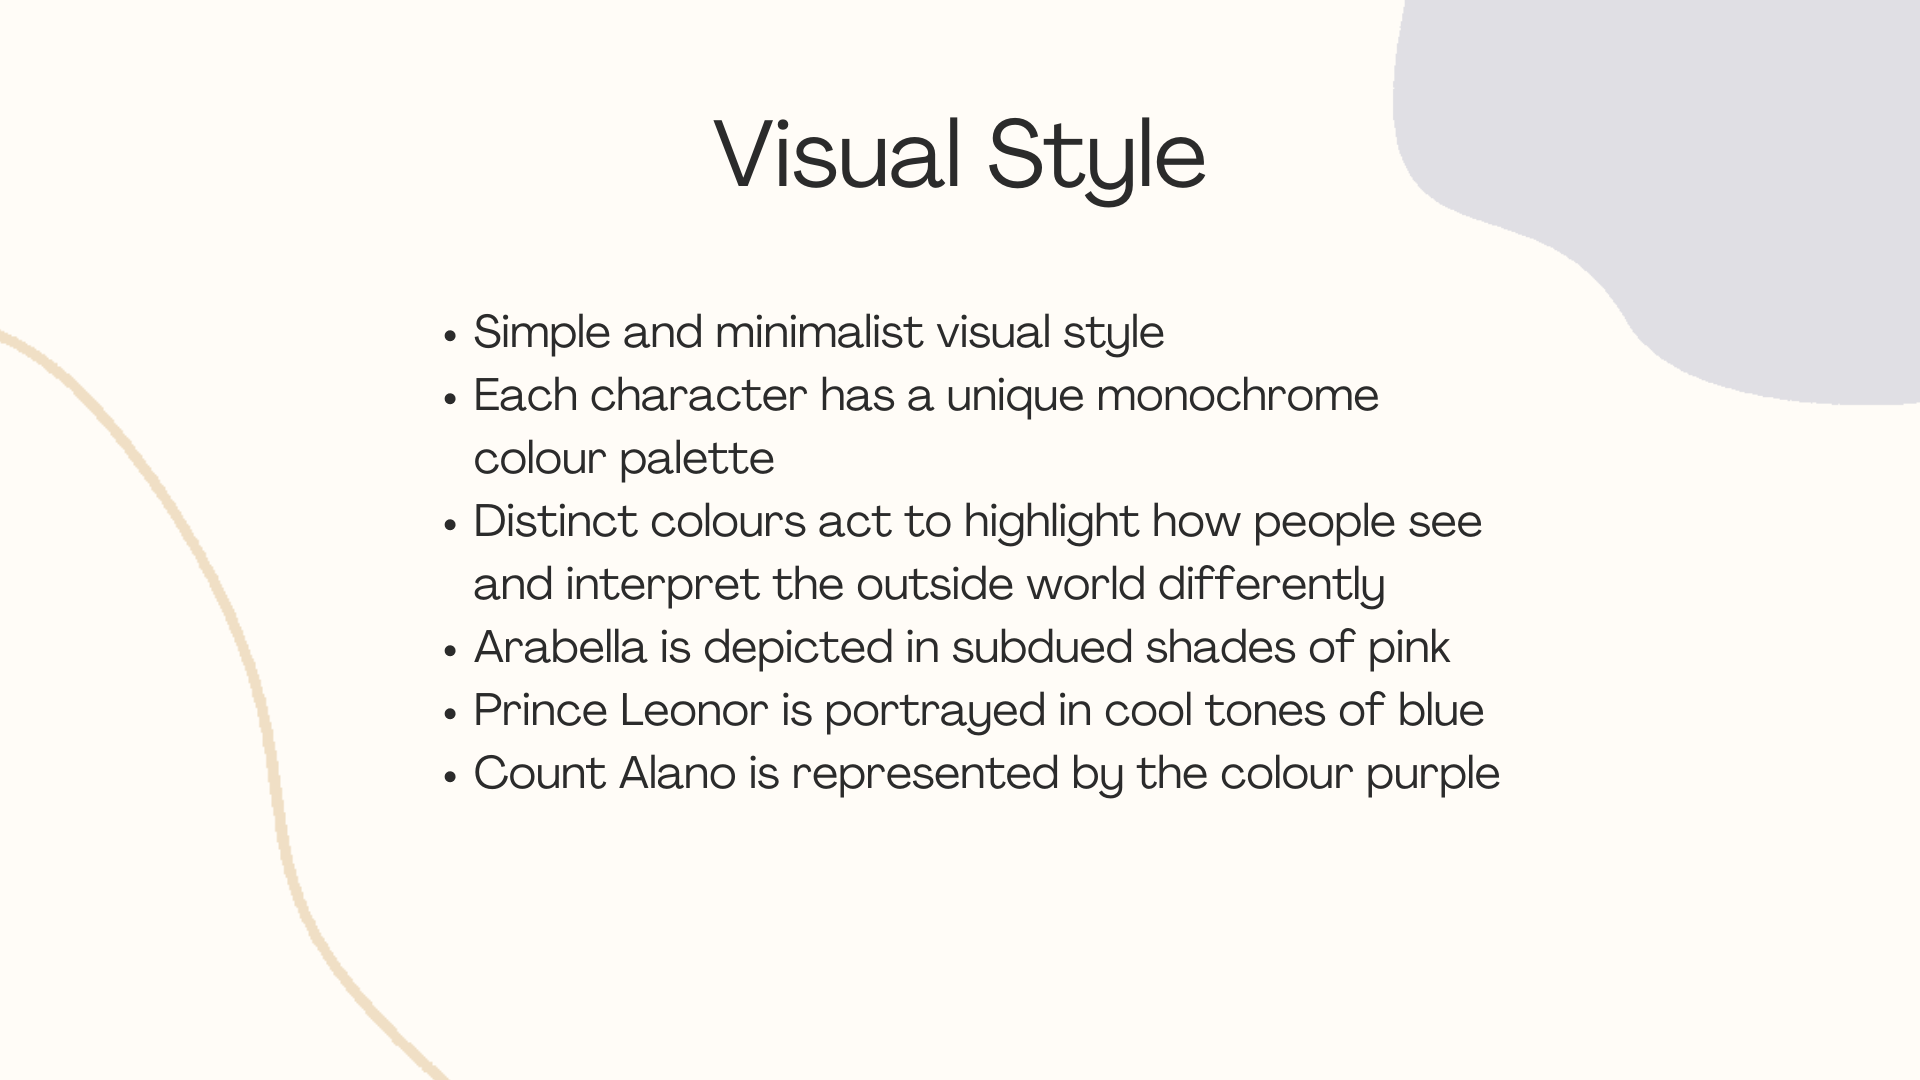 Visual Style
• Simple and minimalist visual style
• Each character has a unique monochrome
colour palette
• Distinct colours act to highlight how people see
and interpret the outside world differently
• Arabella is depicted in subdued shades of pink
• Prince Leonor is portrayed in cool tones of blue
• Count Alano is represented by the colour purple